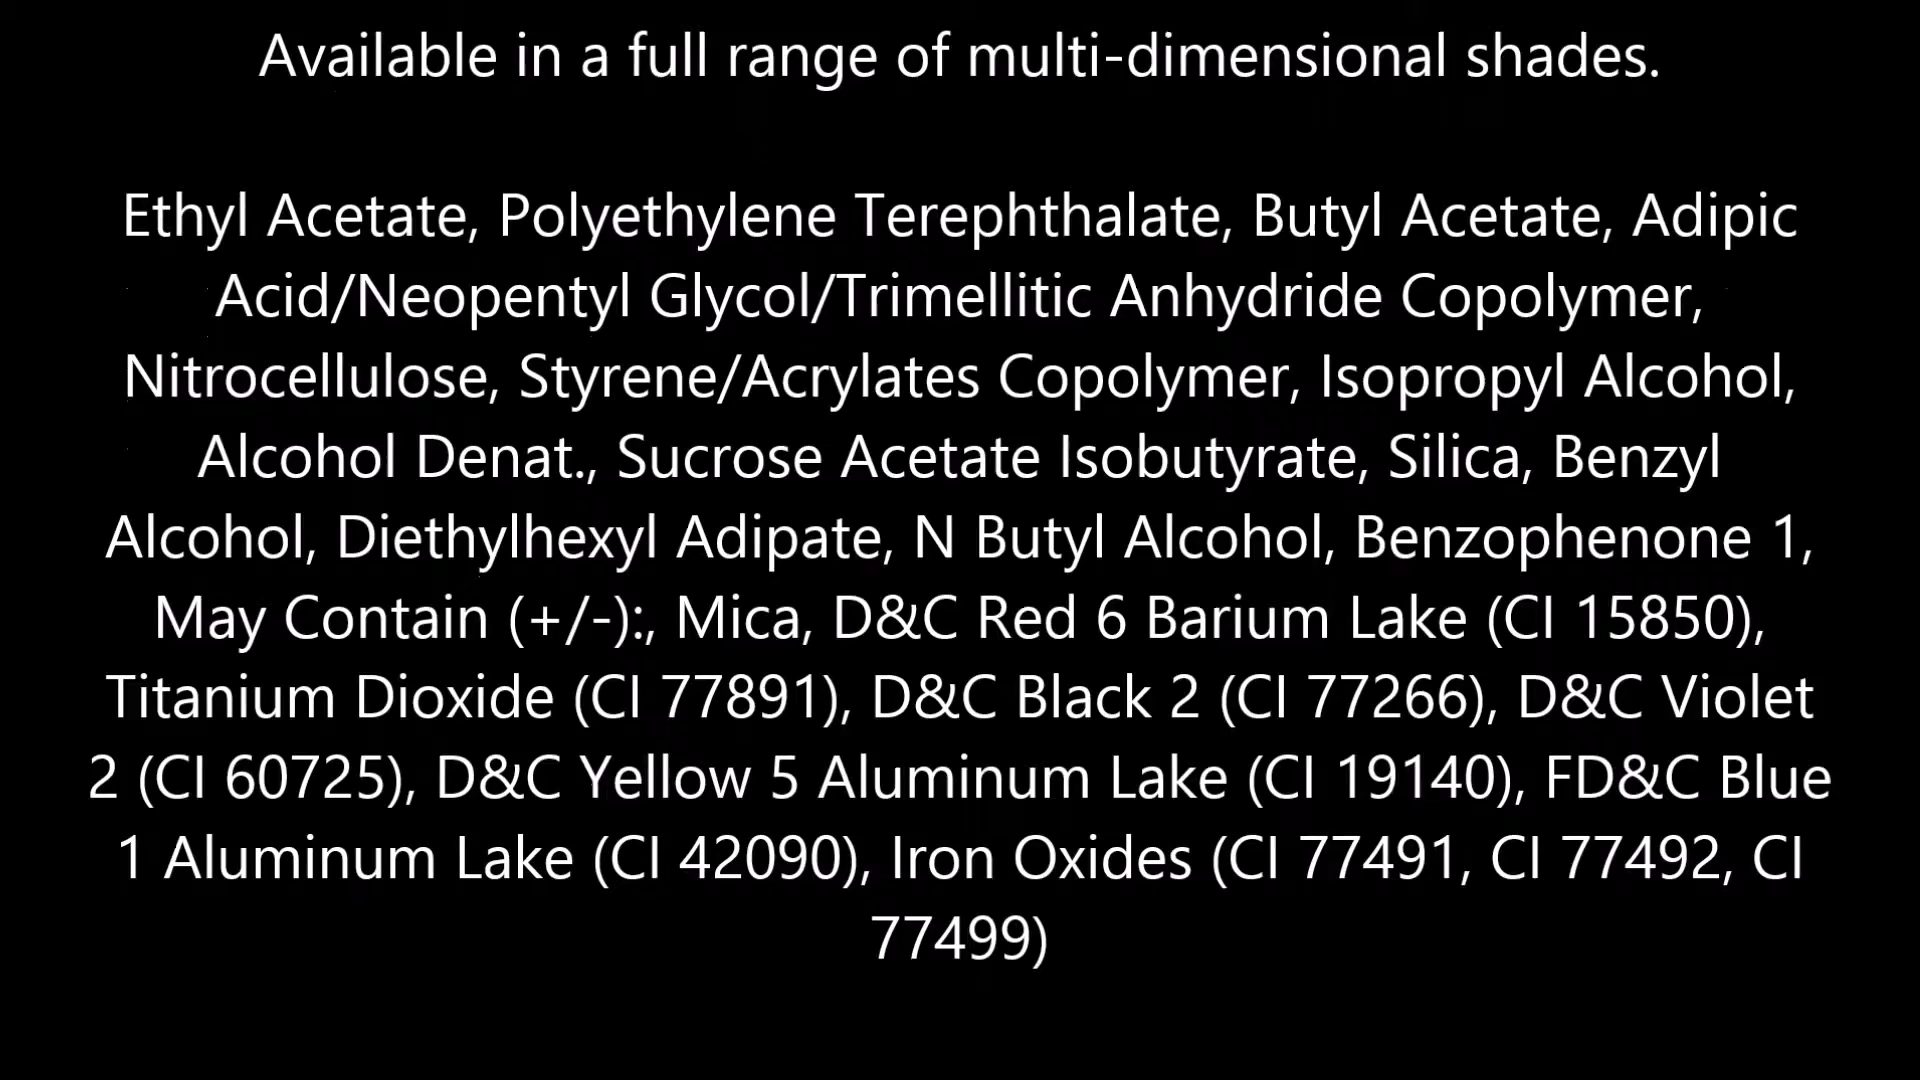 Available in a full range of multi-dimensional shades.
Ethyl Acetate, Polyethylene Terephthalate, Butyl Acetate, Adipic
Acid/Neopentyl Glycol/Trimellitic Anhydride Copolymer,
Nitrocellulose, Styrene/Acrylates Copolymer, Isopropyl Alcohol,
Alcohol Denat., Sucrose Acetate Isobutyrate, Silica, Benzyl
Alcohol, Diethylhexyl Adipate, N Butyl Alcohol, Benzophenone 1,
May Contain (+/-):, Mica, D&C Red 6 Barium Lake (CI 15850),
Titanium Dioxide (CI 77891), D&C Black 2 (CI 77266), D&C Violet
2 (CI 60725), D&C Yellow 5 Aluminum Lake (CI 19140), FD&C Blue
1 Aluminum Lake (CI 42090), Iron Oxides (CI 77491, CI 77492, CI
77499)